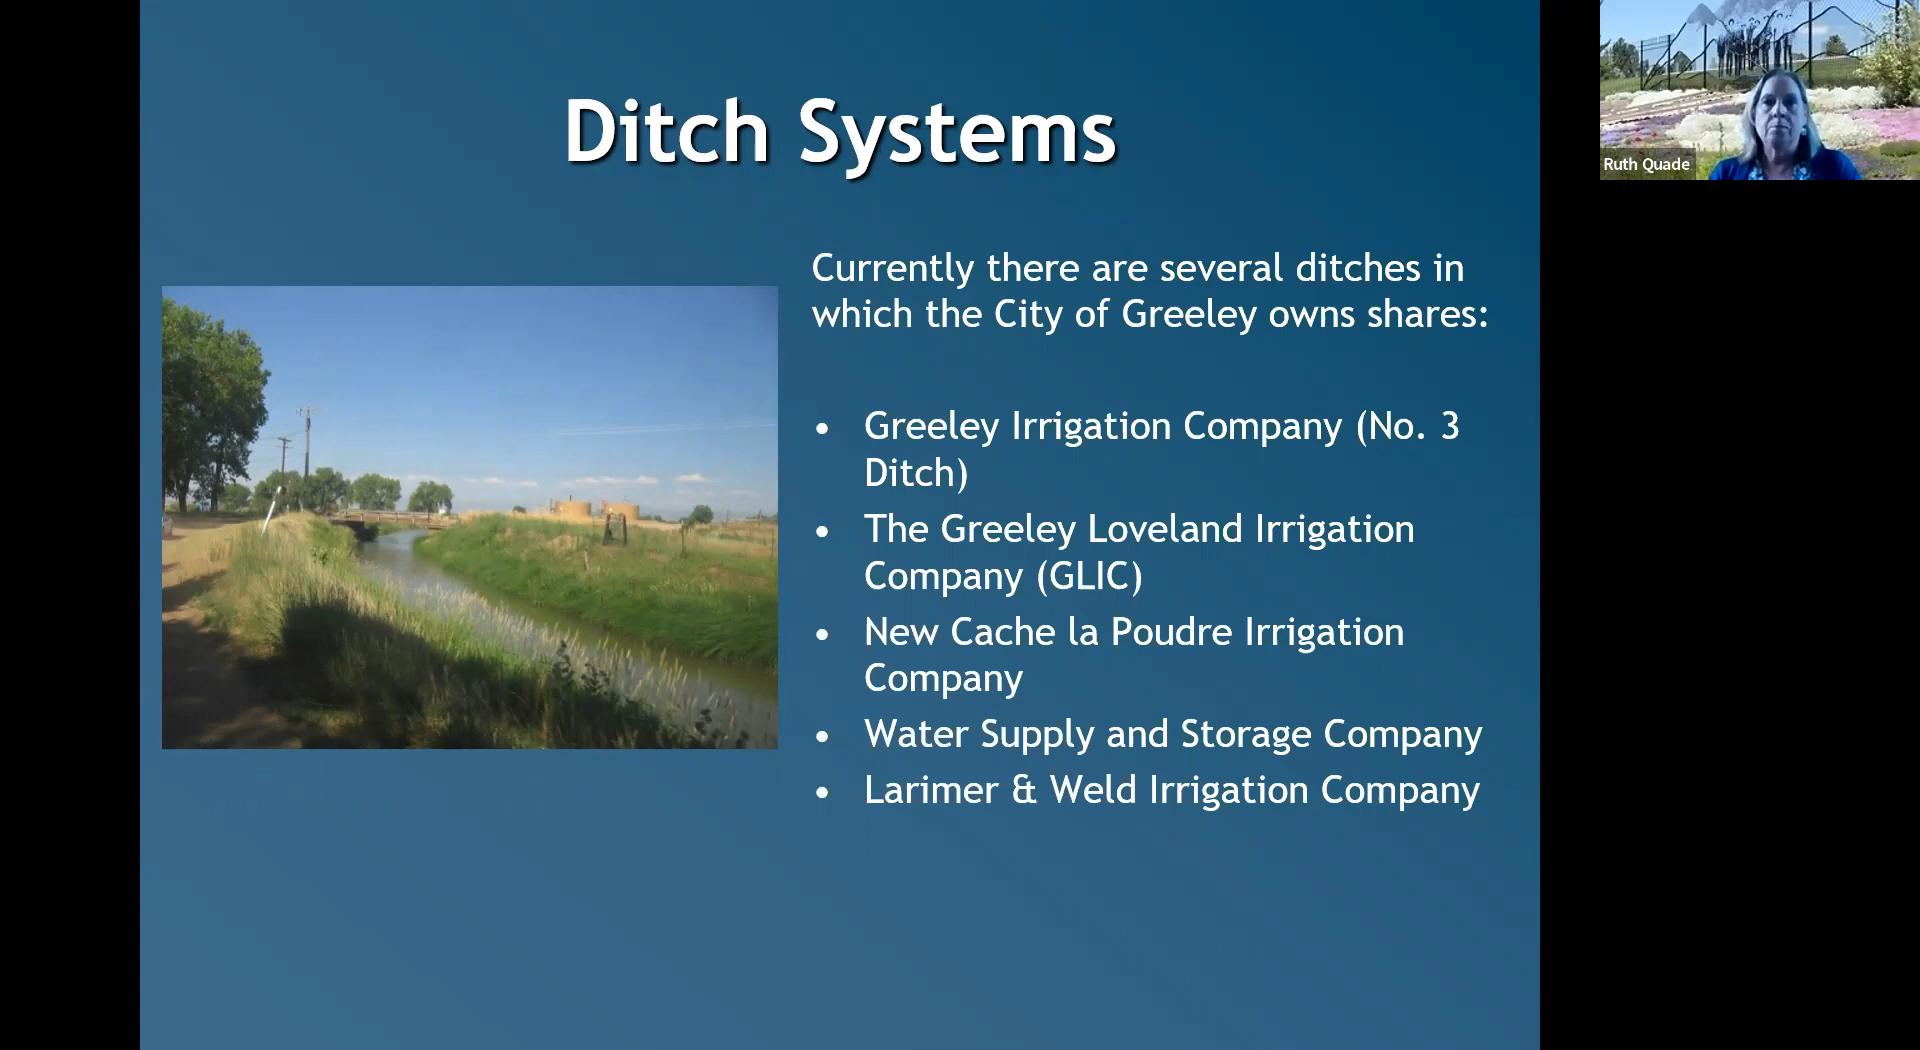 Ditch Systems
Currently there are several ditches in
which the City of Greeley owns shares:
• Greeley Irrigation Company (No. 3
Ditch)
• The Greeley Loveland Irrigation
Company (GLIC)
• New Cache la Poudre Irrigation
Company
• Water Supply and Storage Company
• Larimer & Weld Irrigation Company
Ruth Quade